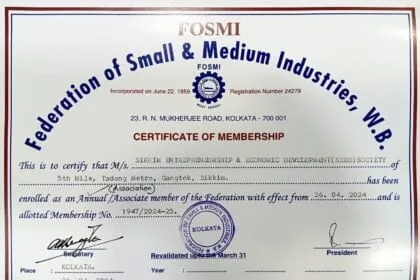 FOSMI
Federation of Small & Medium Industries, W.B.
FOSMI
WEST BENGAL
Incorporated on June 22, 1959 Registration Number 24279
23, R. N. MUKHERJEE ROAD, KOLKATA - 700 001
CERTIFICATE OF MEMBERSHIP
This is to certify that M/s. SIKKIM ENTREPRENEURSHIP & ECONOMIC DEVELOPMENT(SEED)SOCIETY
5th Mile, Tadong Metro, Gangtok, Sikkim. has been
(Association)
enrolled as an Annual /Associate member of the Federation with effect from 26. 04. 2024 and is
allotted Membership No. 1947/2024-25.
KOLKATA
Secretary President
Revalidated upto the March 31
Place : KOLKATA. Year :